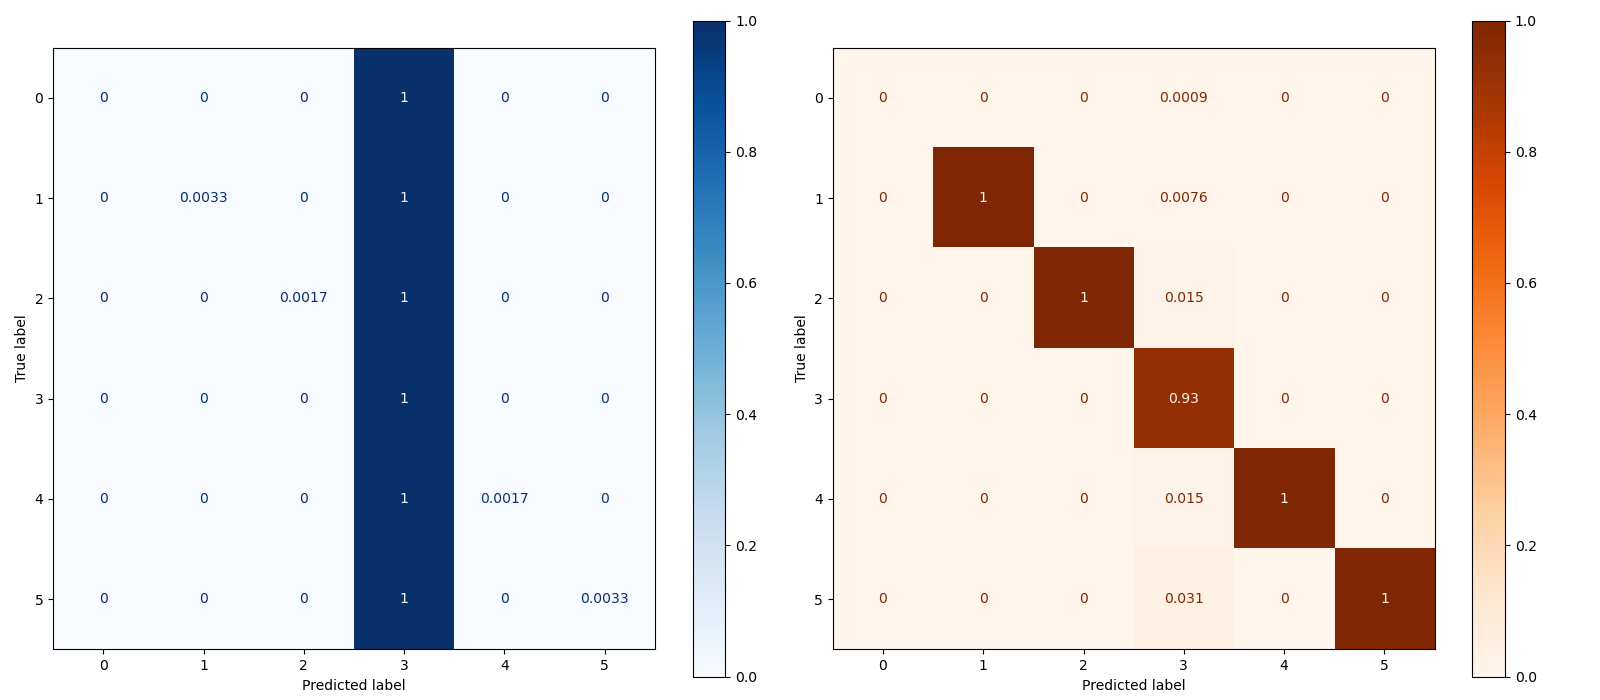 1.0
1.0
0 0 0 0 1 0 0
0 0 0 0 0.0009 0 0
0.8
0.8
1 0 0.0033 0 1 0 0
1 0 1 0 0.0076 0 0
0.6
0.6
2 0 0 0.0017 1 0 0
2 0 0 1 0.015 0 0
True label
True label
3 0 0 0 1 0 0
3 0 0 0 0.93 0 0
0.4
0.4
4 0 0 0 1 0.0017 0
4 0 0 0 0.015 1 0
0.2
0.2
5 0 0 0 1 0 0.0033
5 0 0 0 0.031 0 1
0.0
0.0
0 1 2 3 4 5
0 1 2 3 4 5
Predicted label
Predicted label